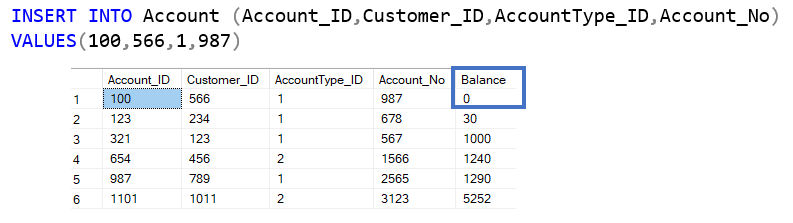 INSERT INTO Account (Account_ID,Customer_ID,AccountType_ID,Account_No)
VALUES(100,566,1,987)
Account_ID Customer_ID AccountType_ID Account_No Balance
1 100 566 1 987 0
2 123 234 1 678 30
3 321 123 1 567 1000
4 654 456 2 1566 1240
5 987 789 1 2565 1290
6 1101 1011 2 3123 5252